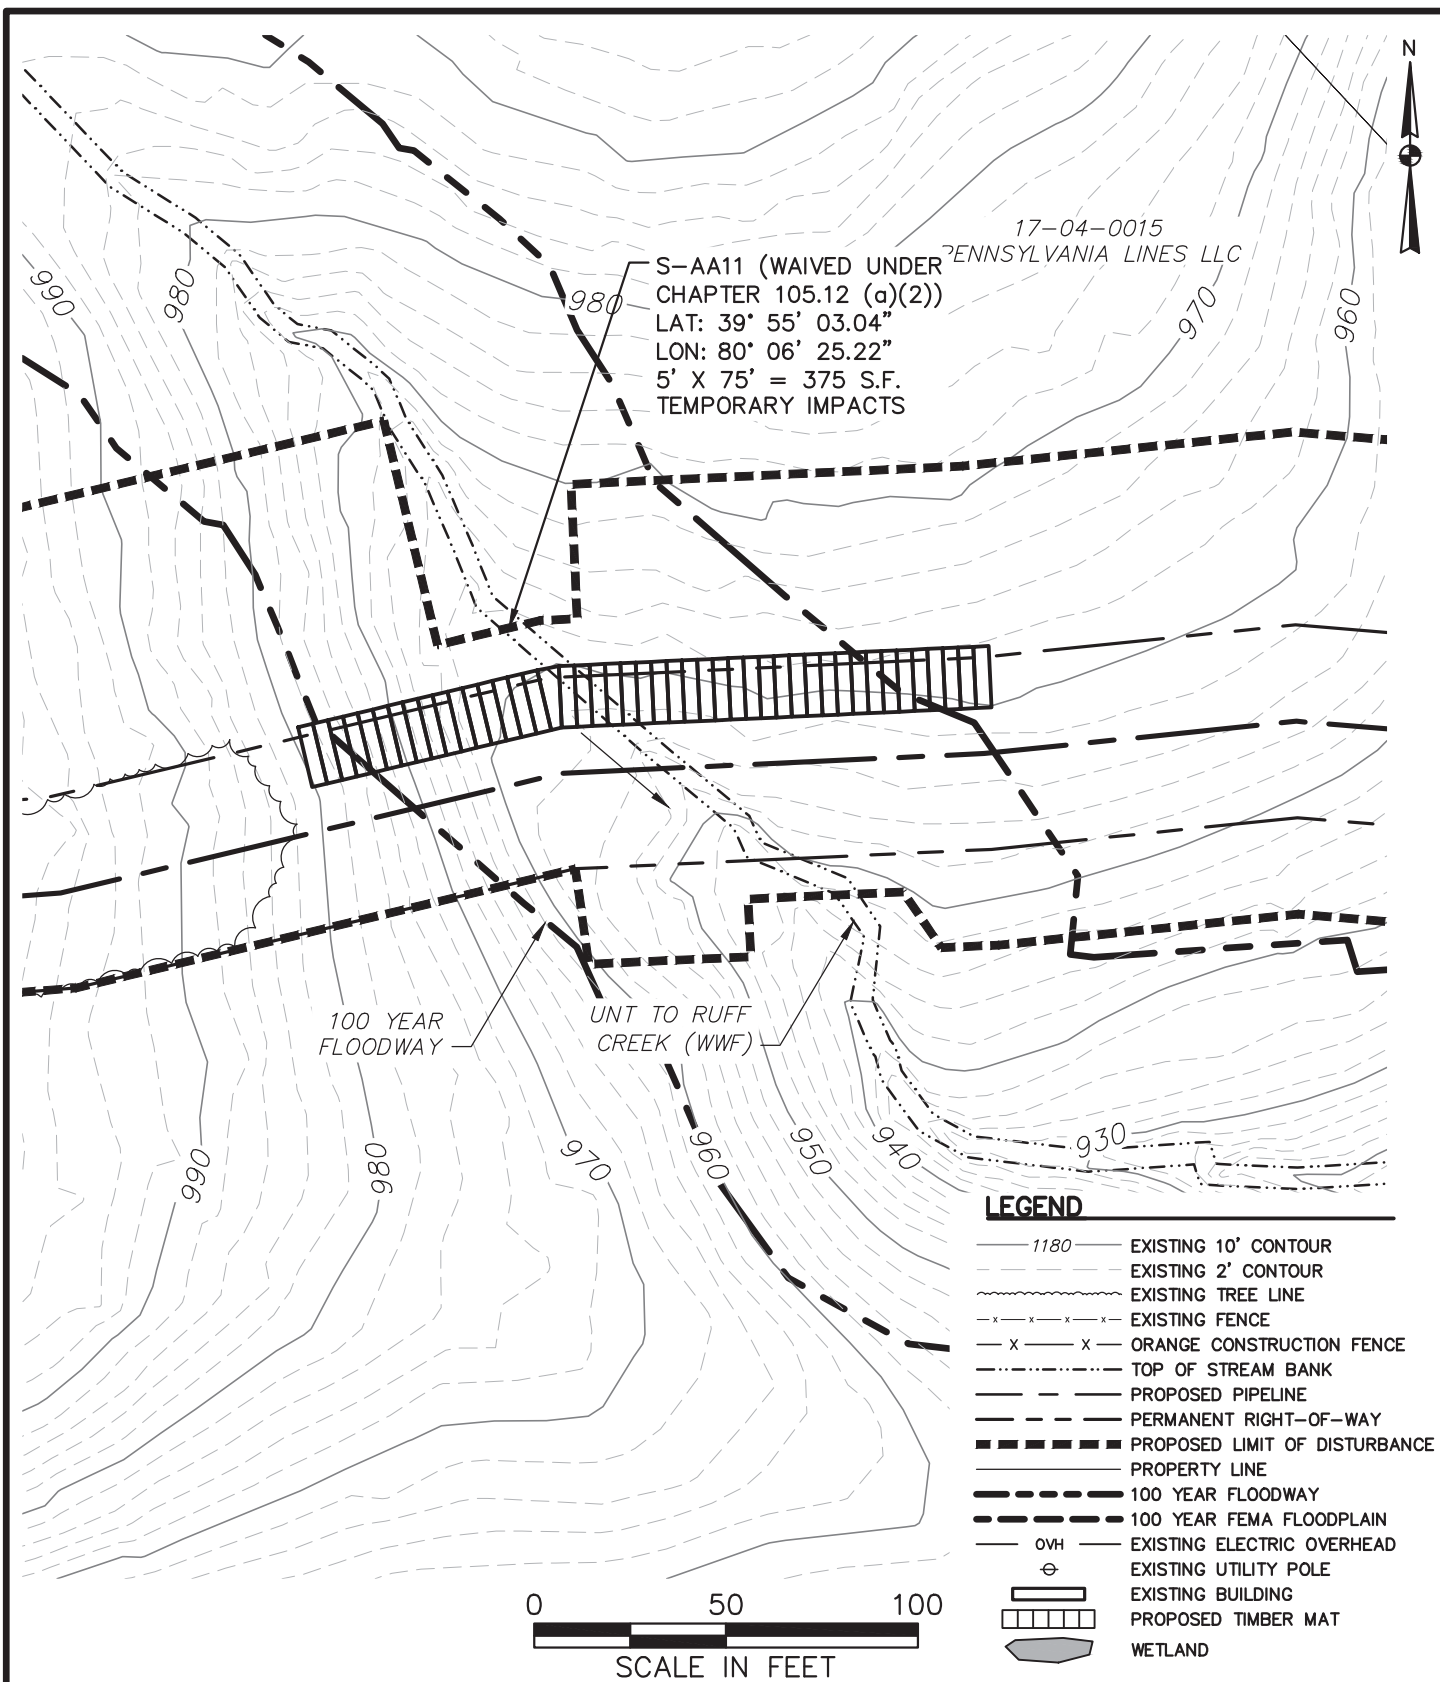 N
17-04-0015
PENNSYLVANIA LINES LLC
S-AA11 (WAIVED UNDER
CHAPTER 105.12 (a)(2))
LAT: 39° 55' 03.04"
LON: 80° 06' 25.22"
5' X 75' = 375 S.F.
TEMPORARY IMPACTS
990
980
980
970
960
100 YEAR
FLOODWAY
UNT TO RUFF
CREEK (WWF)
990
980
970
960
950
940
930
LEGEND
1180 EXISTING 10' CONTOUR
EXISTING 2' CONTOUR
EXISTING TREE LINE
x x x x EXISTING FENCE
X X ORANGE CONSTRUCTION FENCE
TOP OF STREAM BANK
PROPOSED PIPELINE
PERMANENT RIGHT-OF-WAY
PROPOSED LIMIT OF DISTURBANCE
PROPERTY LINE
100 YEAR FLOODWAY
100 YEAR FEMA FLOODPLAIN
OVH EXISTING ELECTRIC OVERHEAD
EXISTING UTILITY POLE
EXISTING BUILDING
PROPOSED TIMBER MAT
WETLAND
0 50 100
SCALE IN FEET